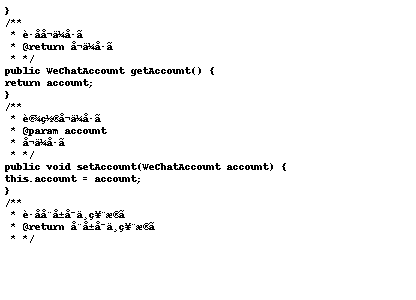 }
/**
* è·åå¬ä¼å·ã
* @return å¬ä¼å·ã
* */
public WeChatAccount getAccount() {
return account;
}
/**
* è®¾ç½®å¬ä¼å·ã
* @param account
* å¬ä¼å·ã
* */
public void setAccount(WeChatAccount account) {
this.account = account;
}
/**
* è·åå¨å±å¯ä¸ç¥¨æ®ã
* @return å¨å±å¯ä¸ç¥¨æ®ã
* */